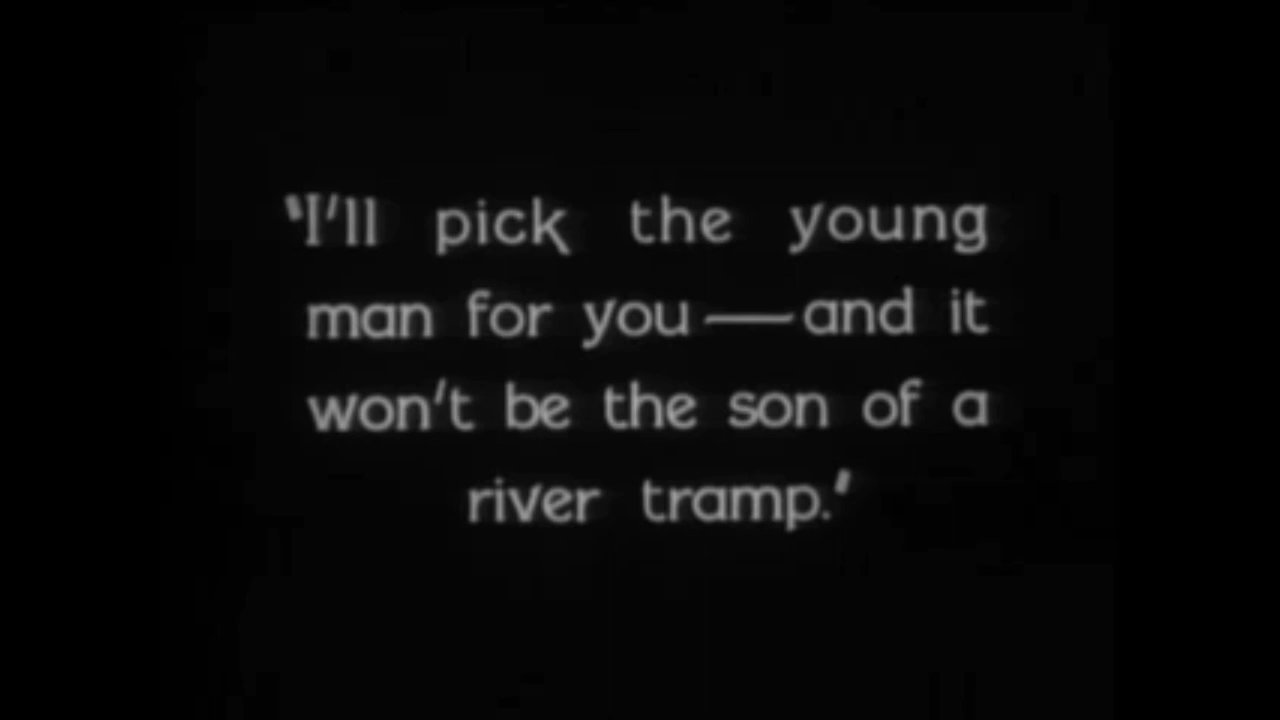 "I'll pick the young
man for you — and it
won't be the son of a
river tramp."